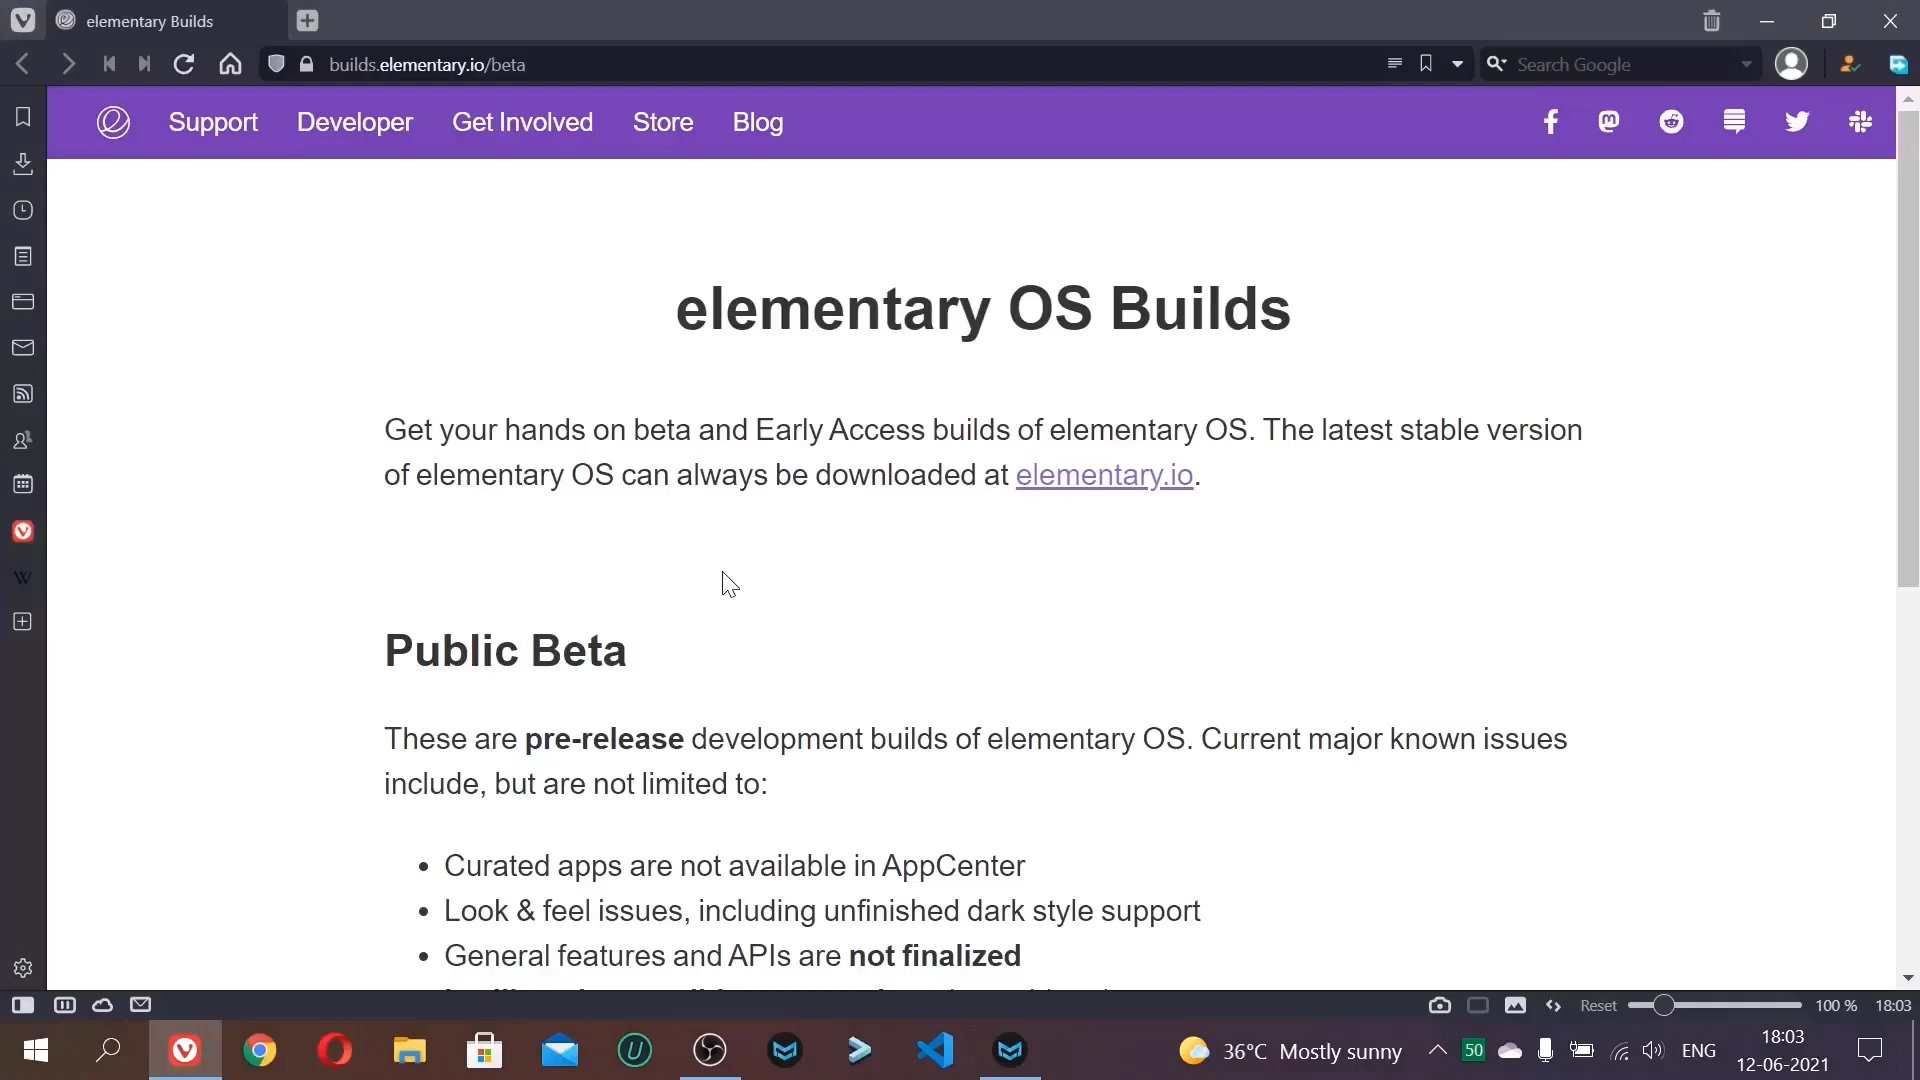 elementary Builds
builds.elementary.io/beta
Search Google
Support
Developer
Get Involved
Store
Blog
elementary OS Builds
Get your hands on beta and Early Access builds of elementary OS. The latest stable version
of elementary OS can always be downloaded at elementary.io.
Public Beta
These are pre-release development builds of elementary OS. Current major known issues
include, but are not limited to:
• Curated apps are not available in AppCenter
• Look & feel issues, including unfinished dark style support
• General features and APIs are not finalized
W
Reset
100 %
18:03
36°C Mostly sunny
50
ENG
18:03
12-06-2021